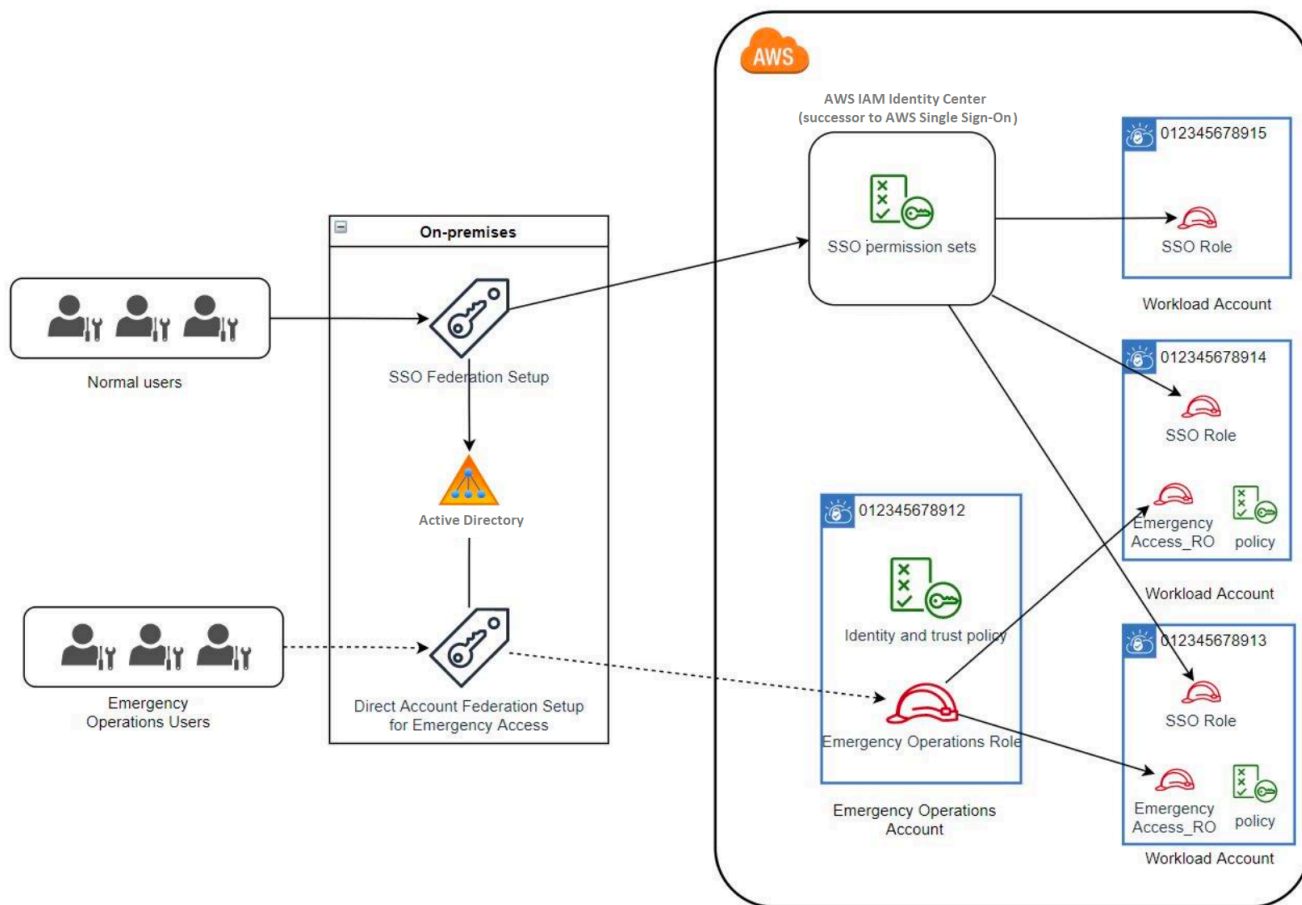 AWS
AWS IAM Identity Center
(successor to AWS Single Sign-On)
SSO permission sets
012345678915
SSO Role
Workload Account
On-premises
SSO Federation Setup
Normal users
Active Directory
012345678914
SSO Role
Emergency
Access_RO
policy
Workload Account
012345678912
Identity and trust policy
Emergency Operations Role
Emergency Operations
Account
Emergency
Operations Users
Direct Account Federation Setup
for Emergency Access
012345678913
SSO Role
Emergency
Access_RO
policy
Workload Account